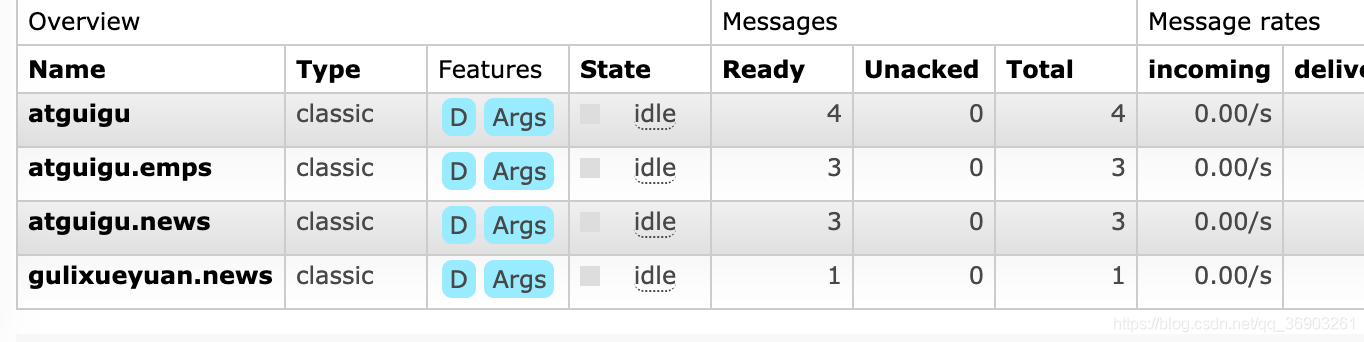 Overview Messages Message rates
Name Type Features State Ready Unacked Total incoming
atguigu classic D Args idle 4 0 4 0.00/s
atguigu.emps classic D Args idle 3 0 3 0.00/s
atguigu.news classic D Args idle 3 0 3 0.00/s
gulixueyuan.news classic D Args idle 1 0 1 0.00/s
https://blog.csdn.net/qq_36903261